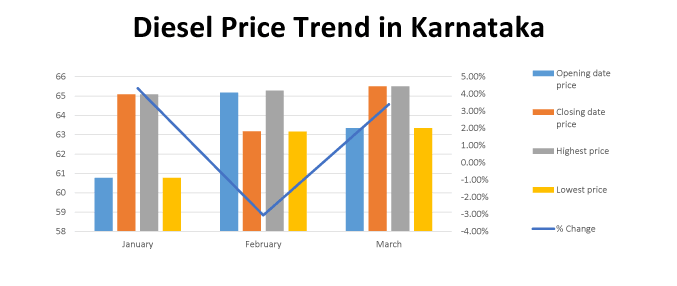 Diesel Price Trend in Karnataka
66
65
64
63
62
61
60
59
58
5.00%
4.00%
3.00%
2.00%
1.00%
0.00%
-1.00%
-2.00%
-3.00%
-4.00%
January February March
Opening date
price
Closing date
price
Highest price
Lowest price
% Change